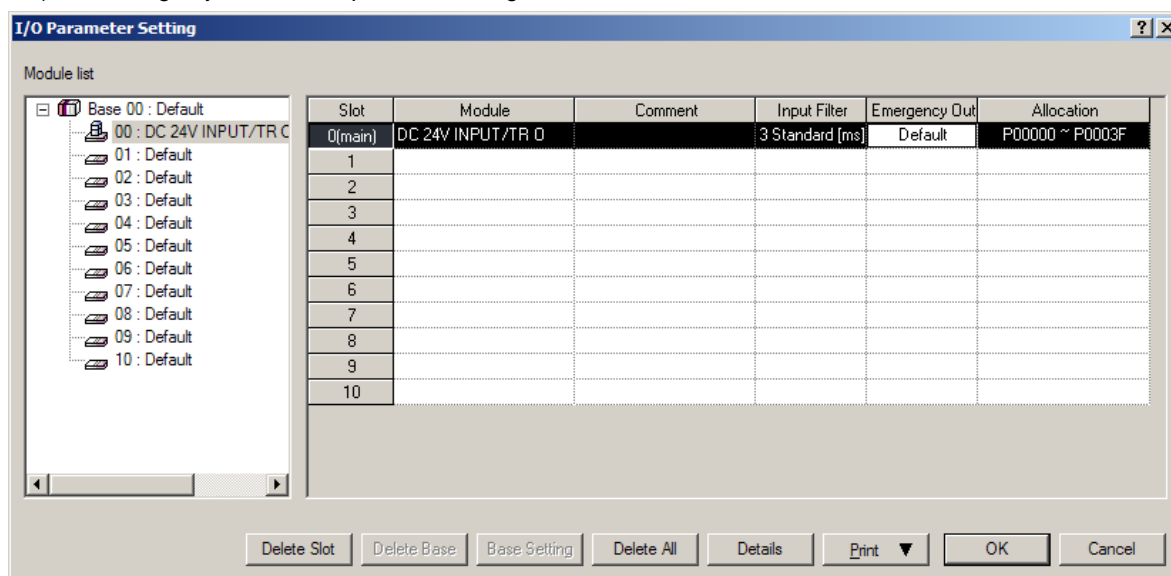 I/O Parameter Setting
Module list
Base 00 : Default
00 : DC 24V INPUT/TR O
01 : Default
02 : Default
03 : Default
04 : Default
05 : Default
06 : Default
07 : Default
08 : Default
09 : Default
10 : Default
Slot Module Comment Input Filter Emergency Out Allocation
0(main) DC 24V INPUT/TR O 3 Standard [ms] Default P00000 ~ P0003F
1
2
3
4
5
6
7
8
9
10
Delete Slot Delete Base Base Setting Delete All Details Print ▼ OK Cancel